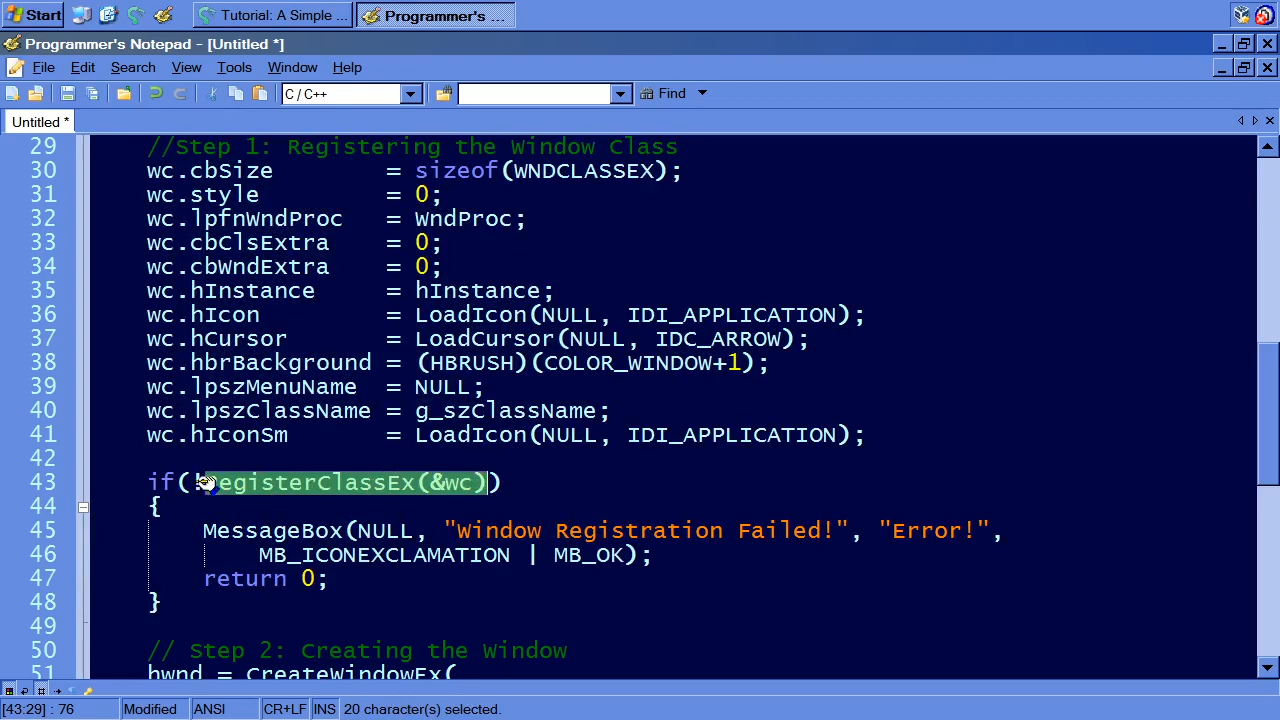 Start Tutorial: A Simple ... Programmer's ...
Programmer's Notepad - [Untitled *]
File Edit Search View Tools Window Help
C / C++ Find
Untitled *
29 //Step 1: Registering the Window Class
30 wc.cbSize = sizeof(WNDCLASSEX);
31 wc.style = 0;
32 wc.lpfnWndProc = WndProc;
33 wc.cbClsExtra = 0;
34 wc.cbWndExtra = 0;
35 wc.hInstance = hInstance;
36 wc.hIcon = LoadIcon(NULL, IDI_APPLICATION);
37 wc.hCursor = LoadCursor(NULL, IDC_ARROW);
38 wc.hbrBackground = (HBRUSH)(COLOR_WINDOW+1);
39 wc.lpszMenuName = NULL;
40 wc.lpszClassName = g_szClassName;
41 wc.hIconSm = LoadIcon(NULL, IDI_APPLICATION);
42
43 if(!RegisterClassEx(&wc))
44 {
45 MessageBox(NULL, "Window Registration Failed!", "Error!",
46 MB_ICONEXCLAMATION | MB_OK);
47 return 0;
48 }
49
50 // Step 2: Creating the Window
51 hwnd = CreateWindowEx(
[43:29] : 76 Modified ANSI CR+LF INS 20 character(s) selected.